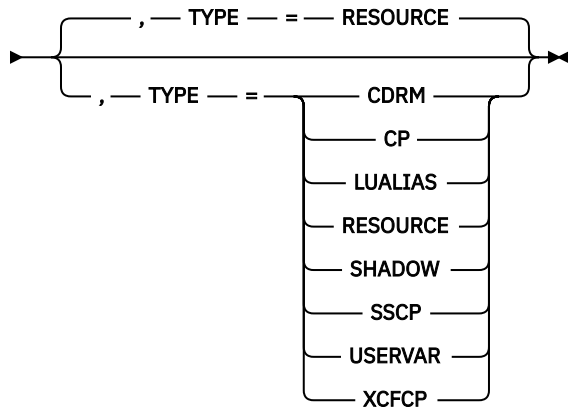 , TYPE = RESOURCE
, TYPE = CDRM
CP
LUALIAS
RESOURCE
SHADOW
SSCP
USERVAR
XCFCP